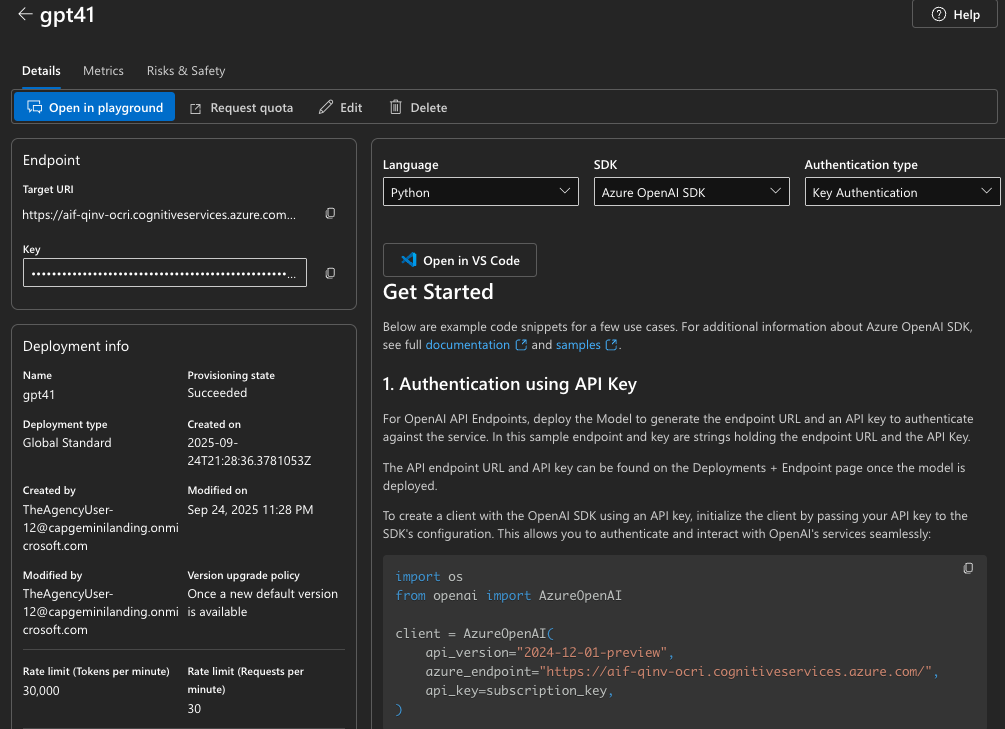 gpt41
Help
Details
Metrics
Risks & Safety
Open in playground
Request quota
Edit
Delete
Endpoint
Target URI
https://aif-qinv-ocri.cognitiveservices.azure.com...
Key
Deployment info
Name
gpt41
Provisioning state
Succeeded
Deployment type
Global Standard
Created on
2025-09-
24T21:28:36.3781053Z
Created by
TheAgencyUser-
12@capgeminilanding.onmi
crosoft.com
Modified on
Sep 24, 2025 11:28 PM
Modified by
TheAgencyUser-
12@capgeminilanding.onmi
crosoft.com
Version upgrade policy
Once a new default version
is available
Rate limit (Tokens per minute)
30,000
Rate limit (Requests per
minute)
30
Language
Python
SDK
Azure OpenAI SDK
Authentication type
Key Authentication
Open in VS Code
Get Started
Below are example code snippets for a few use cases. For additional information about Azure OpenAI SDK,
see full documentation and samples.
1. Authentication using API Key
For OpenAI API Endpoints, deploy the Model to generate the endpoint URL and an API key to authenticate
against the service. In this sample endpoint and key are strings holding the endpoint URL and the API Key.
The API endpoint URL and API key can be found on the Deployments + Endpoint page once the model is
deployed.
To create a client with the OpenAI SDK using an API key, initialize the client by passing your API key to the
SDK's configuration. This allows you to authenticate and interact with OpenAI's services seamlessly:
import os
from openai import AzureOpenAI
client = AzureOpenAI(
api_version="2024-12-01-preview",
azure_endpoint="https://aif-qinv-ocri.cognitiveservices.azure.com/",
api_key=subscription_key,
)